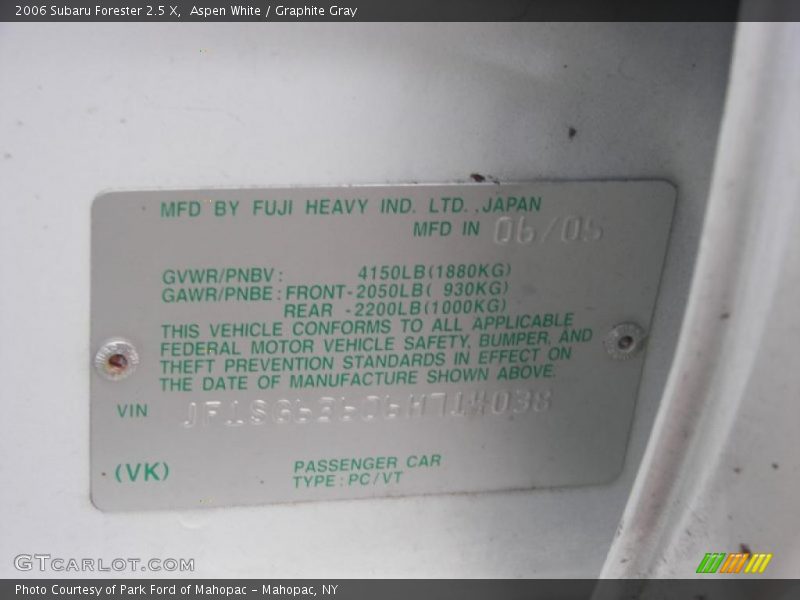 2006 Subaru Forester 2.5 X, Aspen White / Graphite Gray
MFD BY FUJI HEAVY IND. LTD., JAPAN
MFD IN 06/05
GVWR/PNBV: 4150LB(1880KG)
GAWR/PNBE: FRONT-2050LB( 930KG)
REAR -2200LB(1000KG)
THIS VEHICLE CONFORMS TO ALL APPLICABLE
FEDERAL MOTOR VEHICLE SAFETY, BUMPER, AND
THEFT PREVENTION STANDARDS IN EFFECT ON
THE DATE OF MANUFACTURE SHOWN ABOVE.
VIN
(VK)
PASSENGER CAR
TYPE:PC/VT
GTcarlot.com
Photo Courtesy of Park Ford of Mahopac - Mahopac, NY